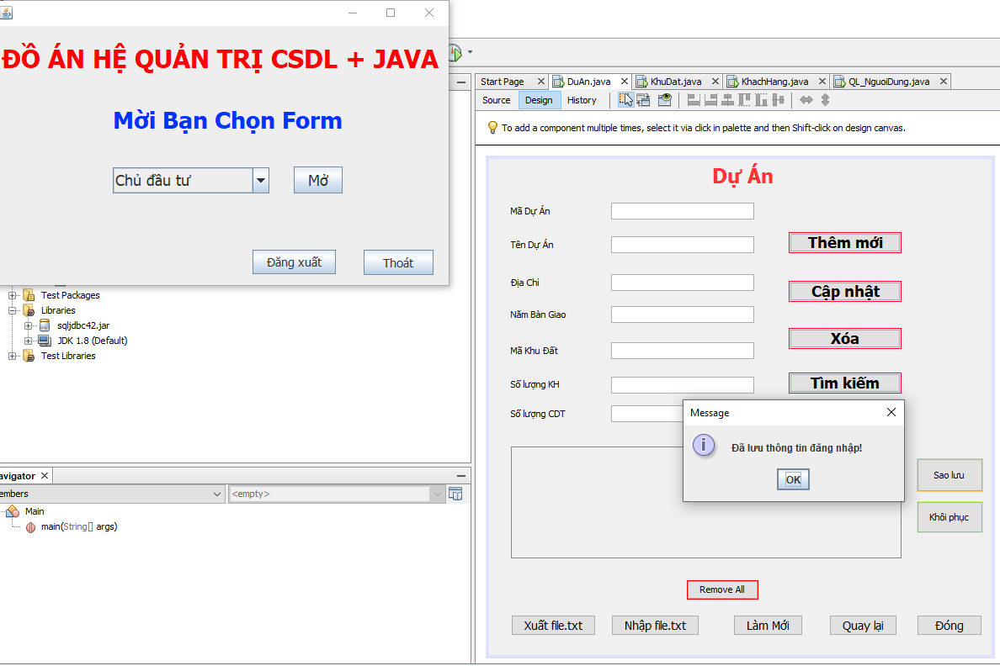 ĐỒ ÁN HỆ QUẢN TRỊ CSDL + JAVA
Mời Bạn Chọn Form
Chủ đầu tư
Mở
Đăng xuất
Thoát
Test Packages
Libraries
sqljdbc42.jar
JDK 1.8 (Default)
Test Libraries
avigator
embers
<empty>
Main
main(String[] args)
Start Page
DuAn.java
KhuDat.java
KhachHang.java
QL_NguoiDung.java
Source
Design
History
To add a component multiple times, select it via click in palette and then Shift-click on design canvas.
Dự Án
Mã Dự Án
Tên Dự Án
Thêm mới
Địa Chỉ
Cập nhật
Năm Bàn Giao
Xóa
Mã Khu Đất
Số lượng KH
Tìm kiếm
Số lượng CDT
Message
Đã lưu thông tin đăng nhập!
OK
Sao lưu
Khôi phục
Remove All
Xuất file.txt
Nhập file.txt
Làm Mới
Quay lại
Đóng